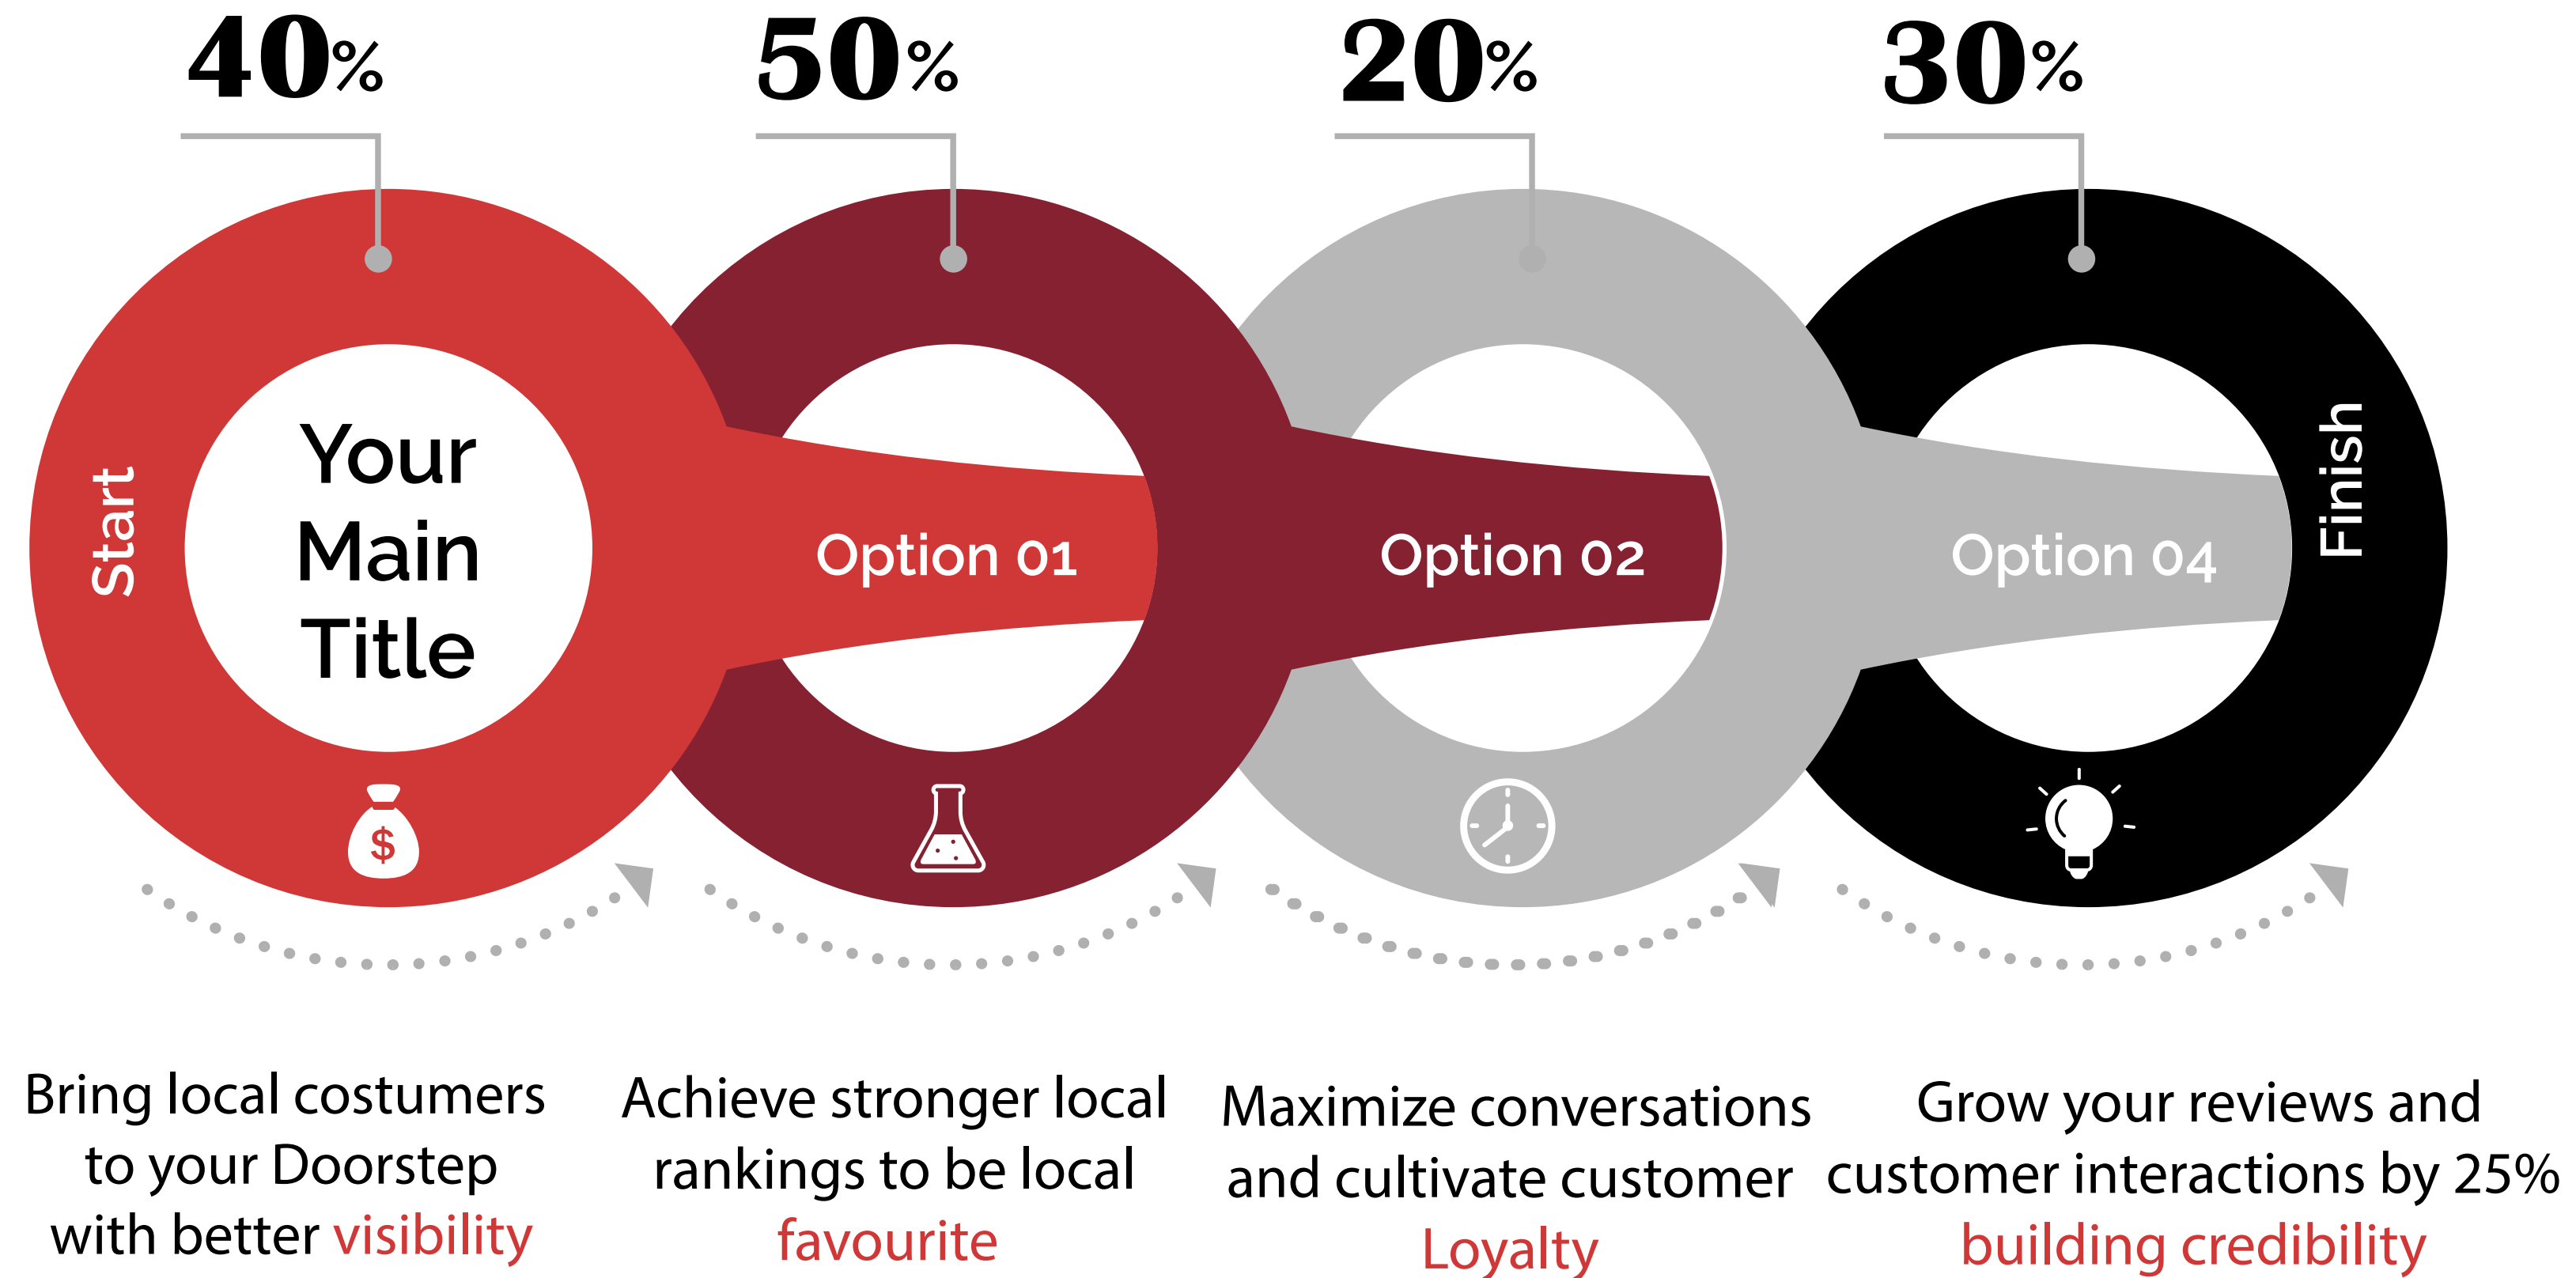 40%
50%
20%
30%
Start
Your
Main
Title
Option 01
Option 02
Option 04
Finish
$
Bring local costumers
to your Doorstep
with better visibility
Achieve stronger local
rankings to be local
favourite
Maximize conversations
and cultivate customer
Loyalty
Grow your reviews and
customer interactions by 25%
building credibility